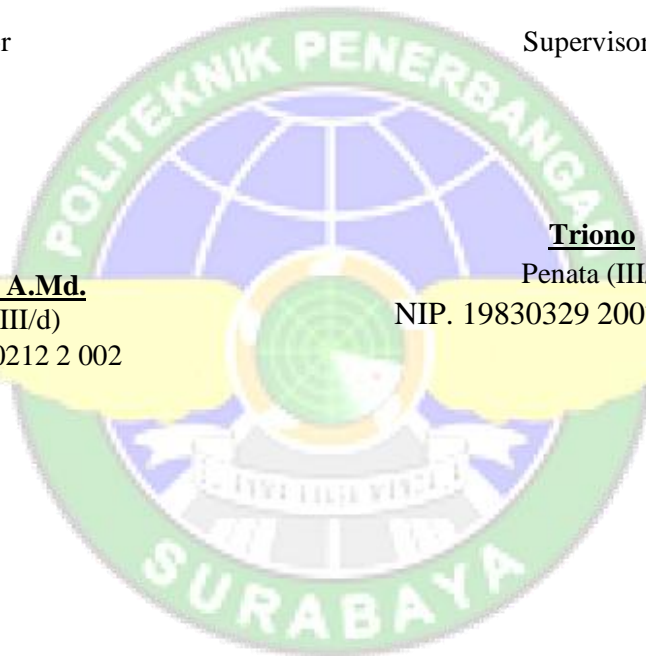 r
Supervisor
POLITEKNIK PENERBANGAN
A.Md.
III/d)
0212 2 002
Triono
Penata (III/
NIP. 19830329 200
SURABAYA